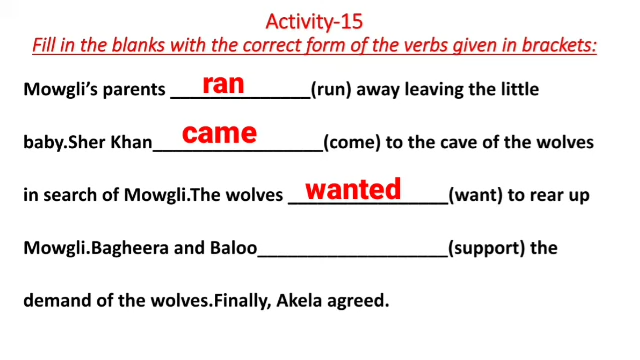 Activity-15
Fill in the blanks with the correct form of the verbs given in brackets:
Mowgli's parents ran (run) away leaving the little
baby.Sher Khan came (come) to the cave of the wolves
in search of Mowgli.The wolves wanted (want) to rear up
Mowgli.Bagheera and Baloo___________________(support) the
demand of the wolves.Finally, Akela agreed.